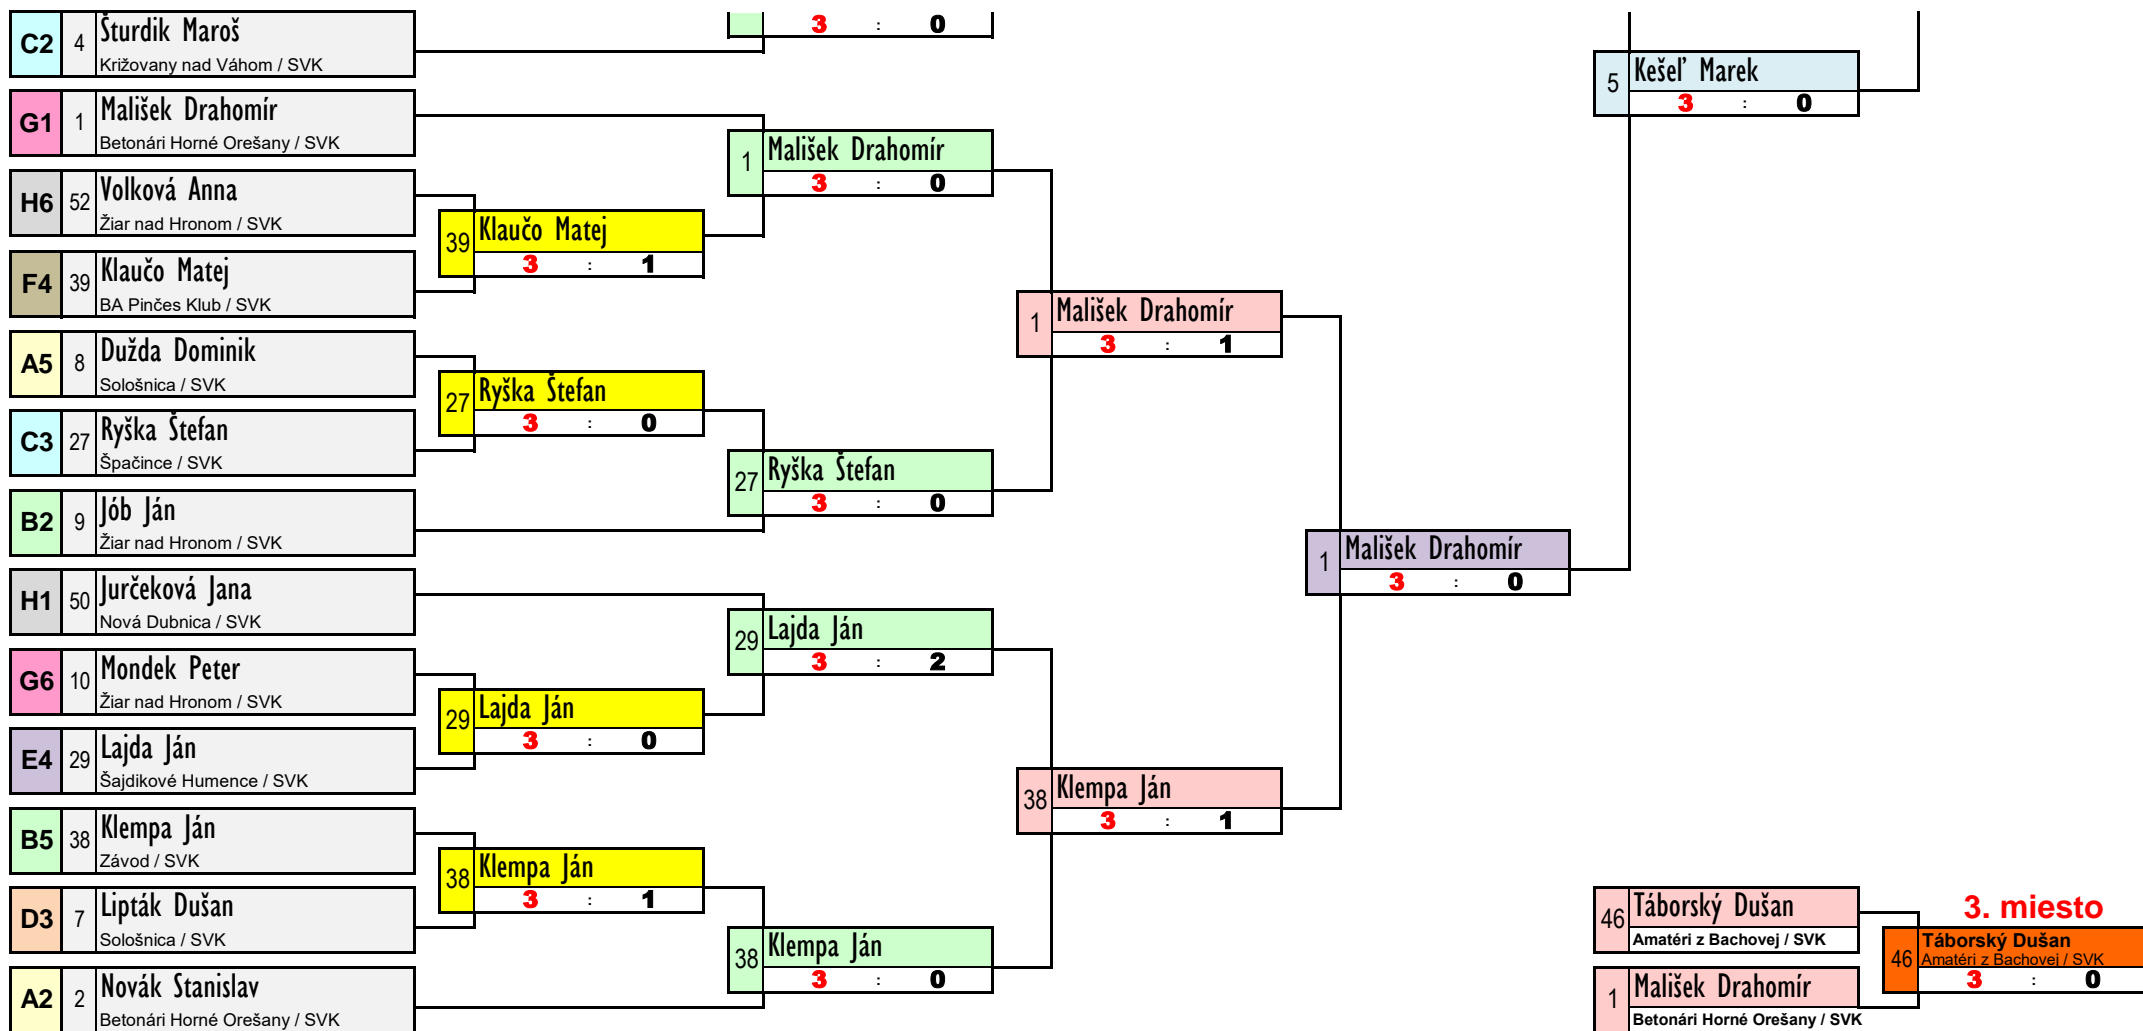 C2 4 Šturdik Maroš
Križovany nad Váhom / SVK
3 : 0
5 Kešeľ Marek
3 : 0
G1 1 Mališek Drahomír
Betonári Horné Orešany / SVK
1 Mališek Drahomír
3 : 0
H6 52 Volková Anna
Žiar nad Hronom / SVK
39 Klaučo Matej
3 : 1
F4 39 Klaučo Matej
BA Pinčes Klub / SVK
1 Mališek Drahomír
3 : 1
A5 8 Dužda Dominik
Sološnica / SVK
27 Ryška Štefan
3 : 0
C3 27 Ryška Štefan
Špačince / SVK
27 Ryška Štefan
3 : 0
B2 9 Jób Ján
Žiar nad Hronom / SVK
1 Mališek Drahomír
3 : 0
H1 50 Jurčeková Jana
Nová Dubnica / SVK
29 Lajda Ján
3 : 2
G6 10 Mondek Peter
Žiar nad Hronom / SVK
29 Lajda Ján
3 : 0
E4 29 Lajda Ján
Šajdikové Humence / SVK
38 Klempa Ján
3 : 1
B5 38 Klempa Ján
Závod / SVK
38 Klempa Ján
3 : 1
D3 7 Lipták Dušan
Sološnica / SVK
38 Klempa Ján
3 : 0
A2 2 Novák Stanislav
Betonári Horné Orešany / SVK
46 Táborský Dušan
Amatéri z Bachovej / SVK
3. miesto
46 Táborský Dušan
Amatéri z Bachovej / SVK
3 : 0
1 Mališek Drahomír
Betonári Horné Orešany / SVK